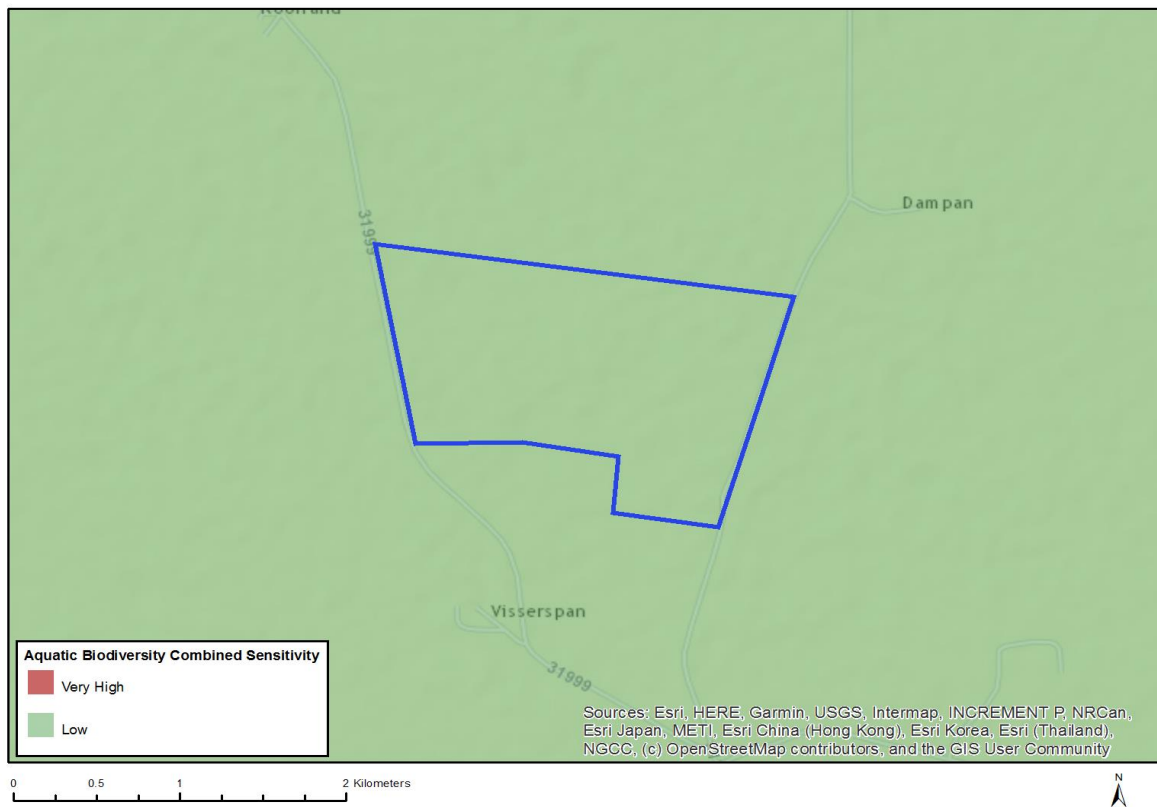 Dampan
31999
Visserspan
31999
Aquatic Biodiversity Combined Sensitivity
Very High
Low
Sources: Esri, HERE, Garmin, USGS, Intermap, INCREMENT P, NRCan,
Esri Japan, METI, Esri China (Hong Kong), Esri Korea, Esri (Thailand),
NGCC, (c) OpenStreetMap contributors, and the GIS User Community
0 0.5 1 2 Kilometers
N